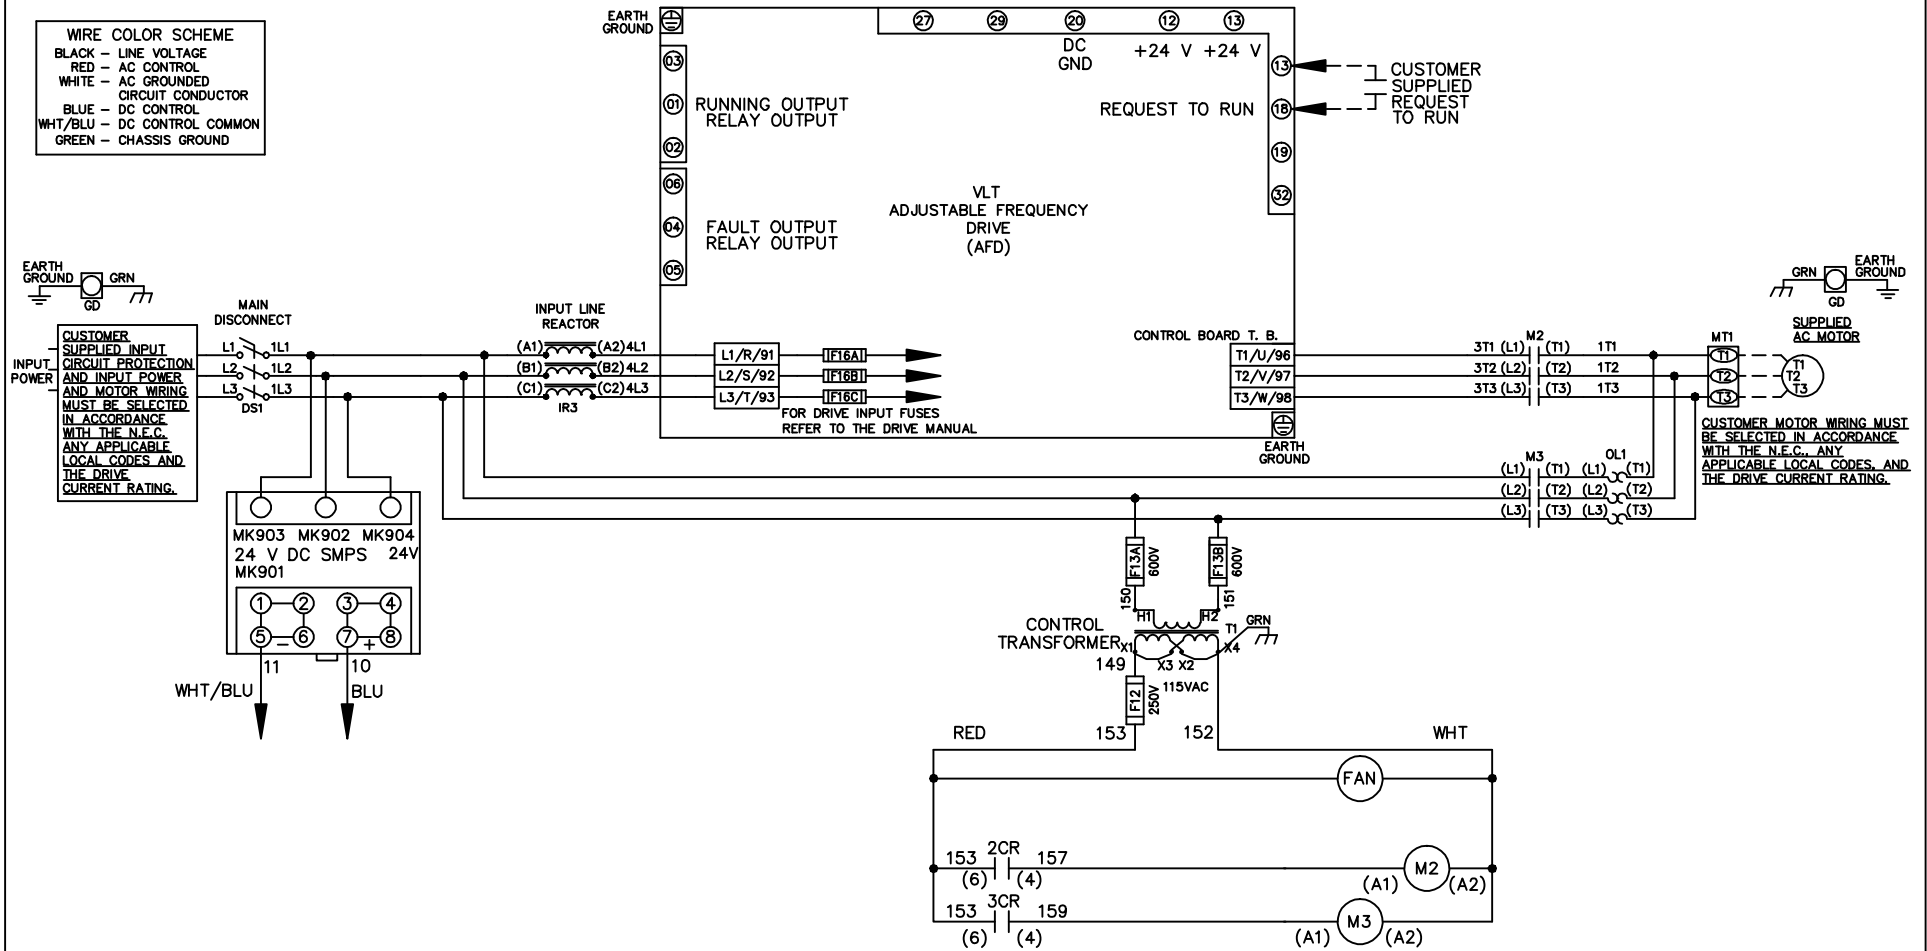 WIRE COLOR SCHEME
BLACK – LINE VOLTAGE
RED – AC CONTROL
WHITE – AC GROUNDED
CIRCUIT CONDUCTOR
BLUE – DC CONTROL
WHT/BLU – DC CONTROL COMMON
GREEN – CHASSIS GROUND
EARTH
GROUND
27 29 20 12 13
DC
GND
+24 V +24 V
03
01
02
RUNNING OUTPUT
RELAY OUTPUT
06
04
05
FAULT OUTPUT
RELAY OUTPUT
VLT
ADJUSTABLE FREQUENCY
DRIVE
(AFD)
REQUEST TO RUN
13
18
19
32
CUSTOMER
SUPPLIED
REQUEST
TO RUN
EARTH
GROUND
GRN
GD
INPUT
POWER
CUSTOMER
SUPPLIED INPUT
CIRCUIT PROTECTION
AND INPUT POWER
AND MOTOR WIRING
MUST BE SELECTED
IN ACCORDANCE
WITH THE N.E.C.
ANY APPLICABLE
LOCAL CODES AND
THE DRIVE
CURRENT RATING.
MAIN
DISCONNECT
L1 1L1
L2 1L2
L3 1L3
DS1
INPUT LINE
REACTOR
(A1) (A2) 4L1
(B1) (B2) 4L2
(C1) (C2) 4L3
IR3
L1/R/91 F16A
L2/S/92 F16B
L3/T/93 F16C
FOR DRIVE INPUT FUSES
REFER TO THE DRIVE MANUAL
CONTROL BOARD T. B.
T1/U/96
T2/V/97
T3/W/98
EARTH
GROUND
M2
3T1 (L1) (T1) 1T1
3T2 (L2) (T2) 1T2
3T3 (L3) (T3) 1T3
MT1
T1
T2
T3
GRN
GD
EARTH
GROUND
SUPPLIED
AC MOTOR
T1
T2
T3
CUSTOMER MOTOR WIRING MUST
BE SELECTED IN ACCORDANCE
WITH THE N.E.C., ANY
APPLICABLE LOCAL CODES, AND
THE DRIVE CURRENT RATING.
M3 OL1
(L1) (T1) (L1) (T1)
(L2) (T2) (L2) (T2)
(L3) (T3) (L3) (T3)
MK903 MK902 MK904
24 V DC SMPS 24V
MK901
1 2 3 4
5 – 6 7 + 8
11 10
WHT/BLU BLU
F13A 600V
F13B 600V
150 151
H1 H2
CONTROL
TRANSFORMER
T1
GRN
X1 X3 X2 X4
149
115VAC
F12 250V
RED 153 152 WHT
FAN
153 2CR 157 M2
(6) (4) (A1) (A2)
153 3CR 159 M3
(6) (4) (A1) (A2)